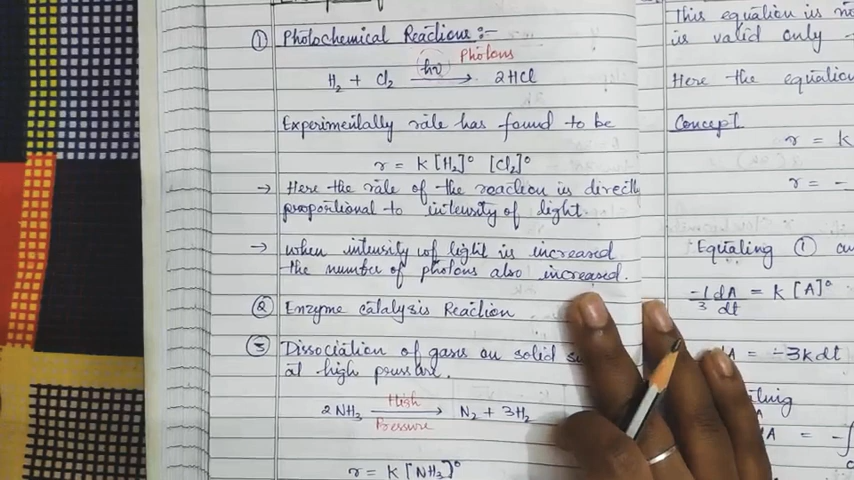 ① Photochemical Reactions :-
Photons
H₂ + Cl₂ hν → 2HCl
Experimentally rate has found to be
r = K [H₂]⁰ [Cl₂]⁰
→ Here the rate of the reaction is directly
proportional to intensity of light.
→ when intensity of light is increased
the number of photons also increased.
② Enzyme catalysis Reaction
③ Dissociation of gases on solid
at high pressure.
2NH₃ High Pressure → N₂ + 3H₂
r = K [NH₃]⁰
This equation is
is valid only
Here the equation
Concept
r = K
r = -
Equating ①
-1/3 dA/dt = K [A]⁰
dA = -3Kdt
dA = -∫